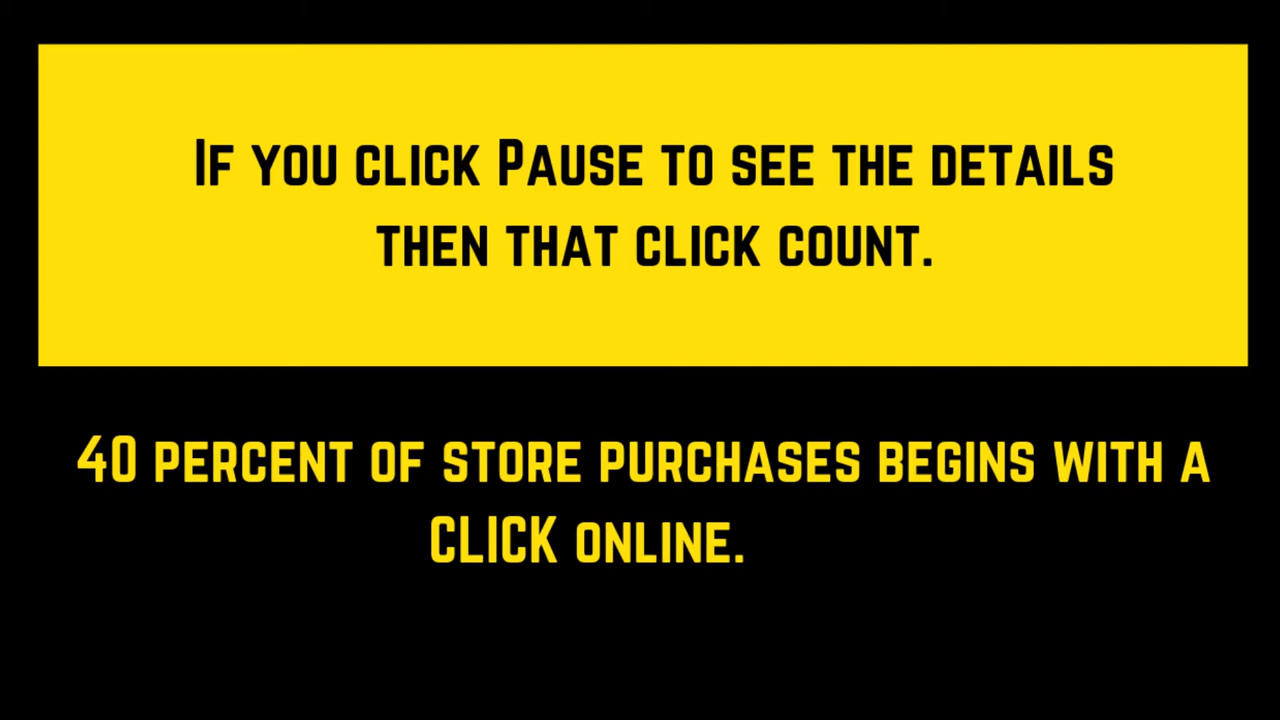 If you click Pause to see the details
then that click count.
40 percent of store purchases begins with a
CLICK online.